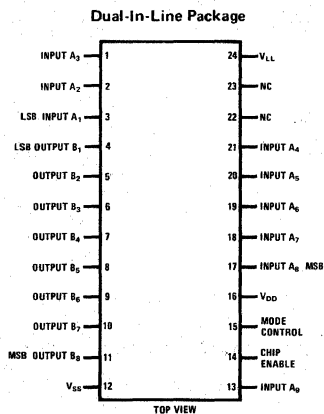 Dual-In-Line Package
INPUT A3 1
INPUT A2 2
LSB INPUT A1 3
LSB OUTPUT B1 4
OUTPUT B2 5
OUTPUT B3 6
OUTPUT B4 7
OUTPUT B5 8
OUTPUT B6 9
OUTPUT B7 10
MSB OUTPUT B8 11
VSS 12
24 VLL
23 NC
22 NC
21 INPUT A4
20 INPUT A5
19 INPUT A6
18 INPUT A7
17 INPUT A8 MSB
16 VDD
15 MODE
CONTROL
14 CHIP
ENABLE
13 INPUT A9
TOP VIEW